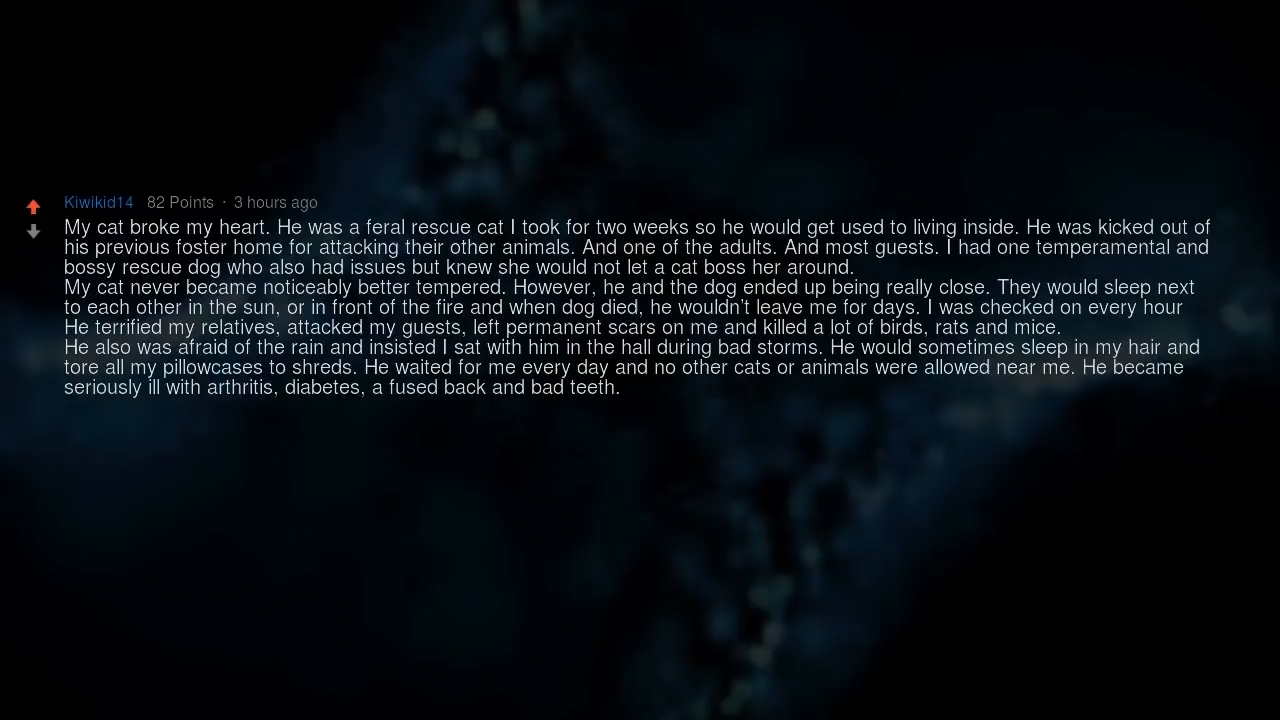 Kiwikid14 82 Points · 3 hours ago
My cat broke my heart. He was a feral rescue cat I took for two weeks so he would get used to living inside. He was kicked out of
his previous foster home for attacking their other animals. And one of the adults. And most guests. I had one temperamental and
bossy rescue dog who also had issues but knew she would not let a cat boss her around.
My cat never became noticeably better tempered. However, he and the dog ended up being really close. They would sleep next
to each other in the sun, or in front of the fire and when dog died, he wouldn't leave me for days. I was checked on every hour
He terrified my relatives, attacked my guests, left permanent scars on me and killed a lot of birds, rats and mice.
He also was afraid of the rain and insisted I sat with him in the hall during bad storms. He would sometimes sleep in my hair and
tore all my pillowcases to shreds. He waited for me every day and no other cats or animals were allowed near me. He became
seriously ill with arthritis, diabetes, a fused back and bad teeth.